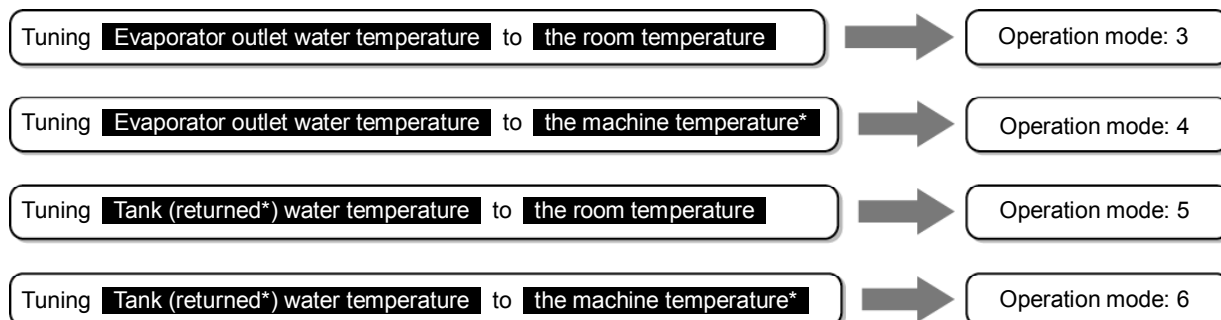 Tuning Evaporator outlet water temperature to the room temperature Operation mode: 3
Tuning Evaporator outlet water temperature to the machine temperature* Operation mode: 4
Tuning Tank (returned*) water temperature to the room temperature Operation mode: 5
Tuning Tank (returned*) water temperature to the machine temperature* Operation mode: 6